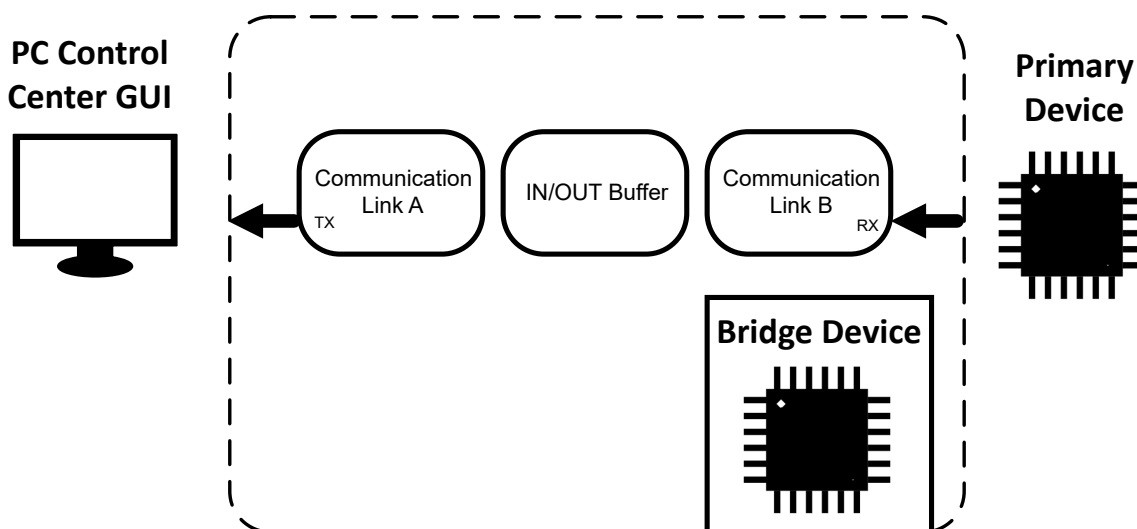 PC Control
Center GUI
Communication
Link A
TX
IN/OUT Buffer
Communication
Link B
RX
Primary
Device
Bridge Device